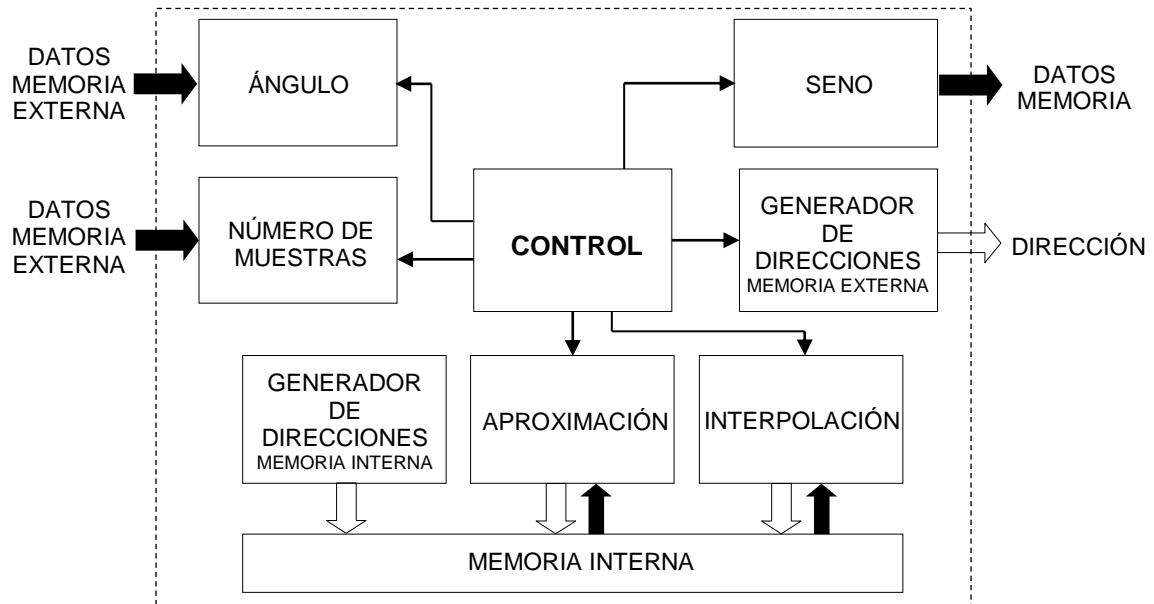 DATOS
MEMORIA
EXTERNA
ÁNGULO
SENO
DATOS
MEMORIA
DATOS
MEMORIA
EXTERNA
NÚMERO DE
MUESTRAS
CONTROL
GENERADOR
DE
DIRECCIONES
MEMORIA EXTERNA
DIRECCIÓN
GENERADOR
DE
DIRECCIONES
MEMORIA INTERNA
APROXIMACIÓN
INTERPOLACIÓN
MEMORIA INTERNA